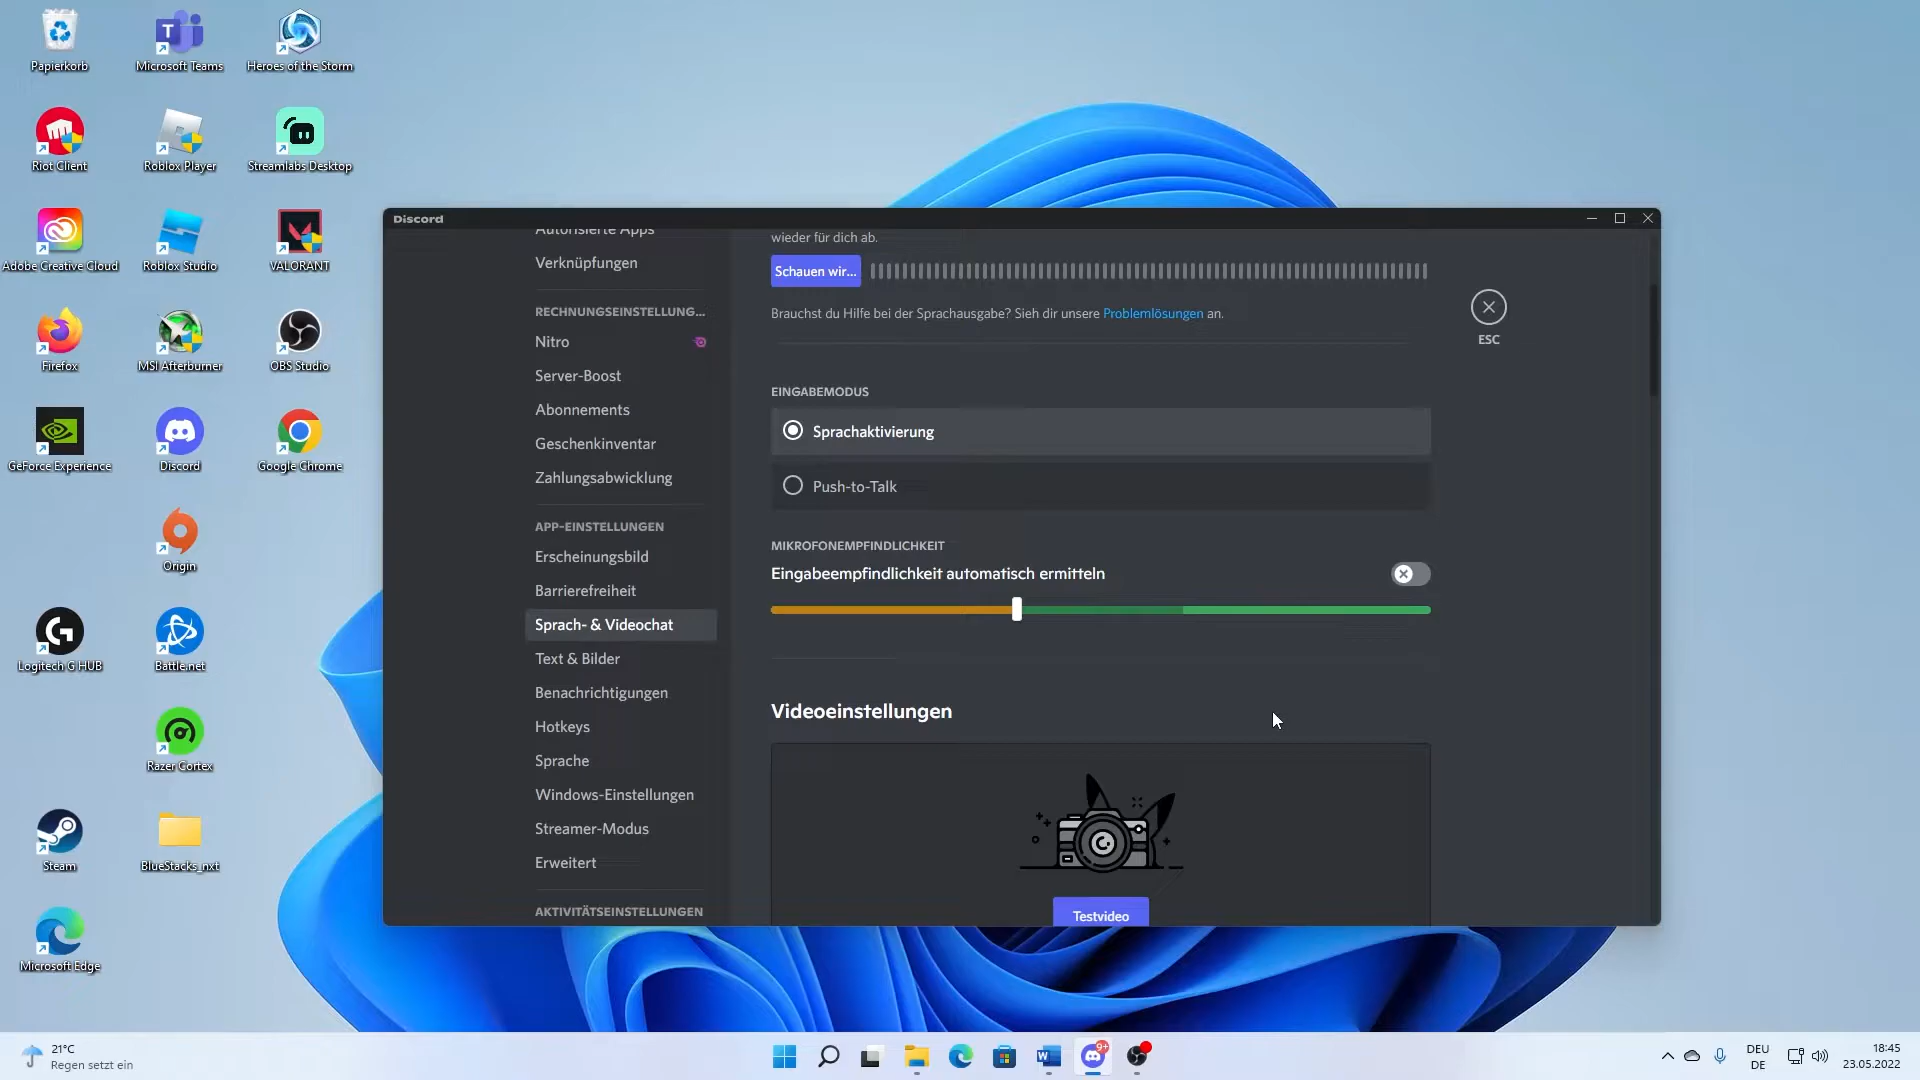 Papierkorb
Microsoft Teams
Heroes of the Storm
Riot Client
Roblox Player
Streamlabs Desktop
Adobe Creative Cloud
Roblox Studio
VALORANT
Firefox
MSI Afterburner
OBS Studio
GeForce Experience
Discord
Google Chrome
Origin
Logitech G HUB
Battle.net
Razer Cortex
Steam
BlueStacks_nxt
Microsoft Edge
Discord
Autorisierte Apps
Verknüpfungen
RECHNUNGSEINSTELLUNG...
Nitro
Server-Boost
Abonnements
Geschenkinventar
Zahlungsabwicklung
APP-EINSTELLUNGEN
Erscheinungsbild
Barrierefreiheit
Sprach- & Videochat
Text & Bilder
Benachrichtigungen
Hotkeys
Sprache
Windows-Einstellungen
Streamer-Modus
Erweitert
AKTIVITÄTSEINSTELLUNGEN
wieder für dich ab.
Schauen wir...
Brauchst du Hilfe bei der Sprachausgabe? Sieh dir unsere Problemlösungen an.
ESC
EINGABEMODUS
Sprachaktivierung
Push-to-Talk
MIKROFONEMPFINDLICHKEIT
Eingabeempfindlichkeit automatisch ermitteln
Videoeinstellungen
Testvideo
21°C
Regen setzt ein
9+
DEU
DE
18:45
23.05.2022